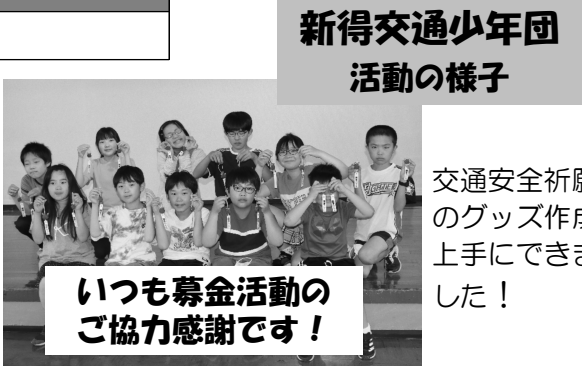 新得交通少年団
活動の様子
交通安全祈願
のグッズ作成
上手にできま
した！
いつも募金活動の
ご協力感謝です！